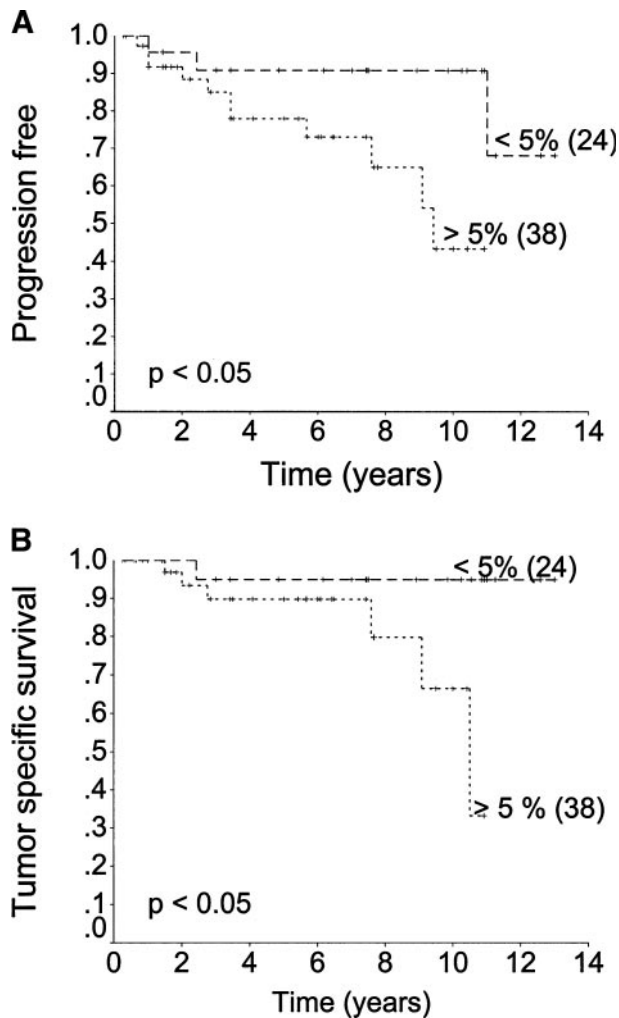 A
Progression free
1.0
.9
.8
.7
.6
.5
.4
.3
.2
.1
.0
< 5% (24)
> 5% (38)
p < 0.05
0 2 4 6 8 10 12 14
Time (years)
B
Tumor specific survival
1.0
.9
.8
.7
.6
.5
.4
.3
.2
.1
.0
< 5% (24)
> 5 % (38)
p < 0.05
0 2 4 6 8 10 12 14
Time (years)